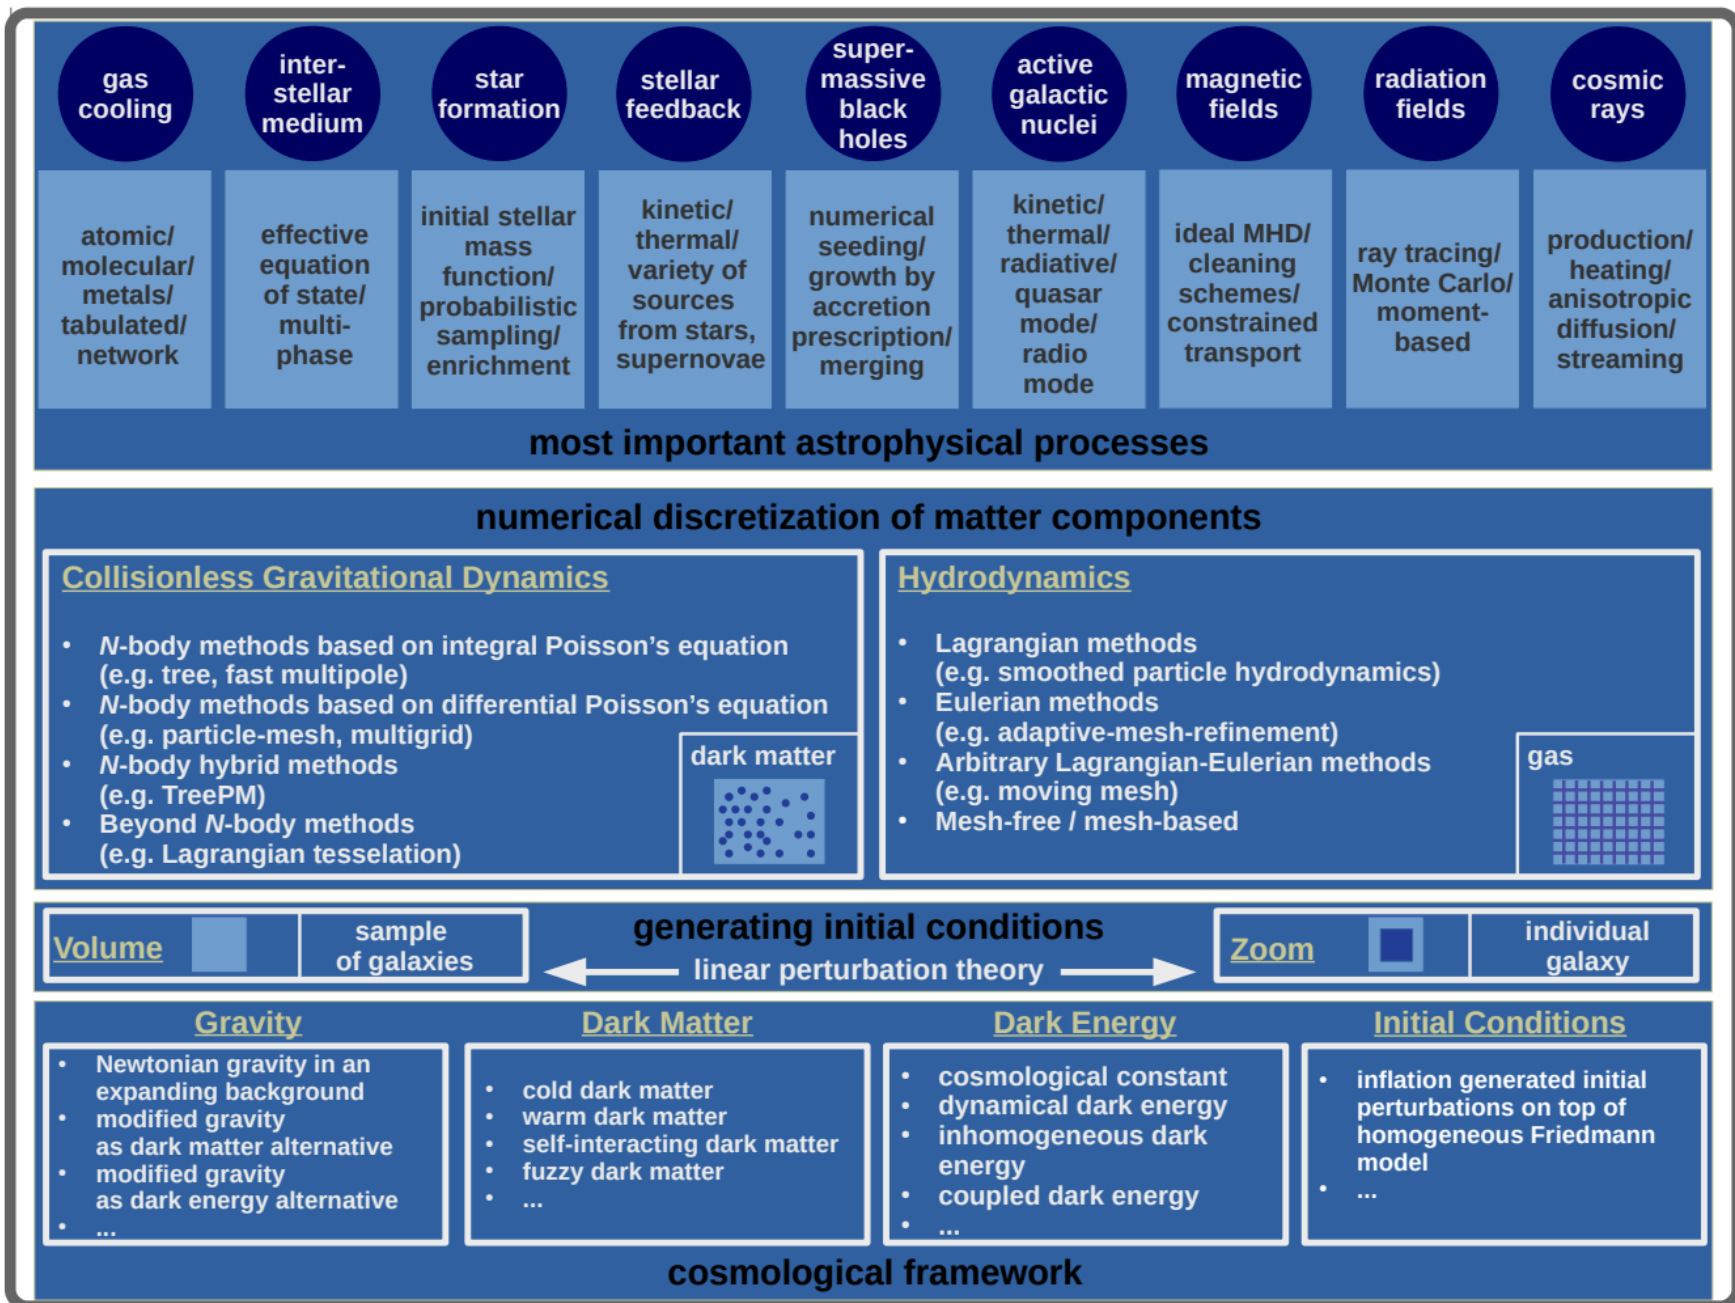 gas
cooling
inter-
stellar
medium
star
formation
stellar
feedback
super-
massive
black
holes
active
galactic
nuclei
magnetic
fields
radiation
fields
cosmic
rays
atomic/
molecular/
metals/
tabulated/
network
effective
equation
of state/
multi-
phase
initial stellar
mass
function/
probabilistic
sampling/
enrichment
kinetic/
thermal/
variety of
sources
from stars,
supernovae
numerical
seeding/
growth by
accretion
prescription/
merging
kinetic/
thermal/
radiative/
quasar
mode/
radio
mode
ideal MHD/
cleaning
schemes/
constrained
transport
ray tracing/
Monte Carlo/
moment-
based
production/
heating/
anisotropic
diffusion/
streaming
most important astrophysical processes
numerical discretization of matter components
Collisionless Gravitational Dynamics
• N-body methods based on integral Poisson's equation
(e.g. tree, fast multipole)
• N-body methods based on differential Poisson's equation
(e.g. particle-mesh, multigrid)
• N-body hybrid methods
(e.g. TreePM)
• Beyond N-body methods
(e.g. Lagrangian tesselation)
dark matter
Hydrodynamics
• Lagrangian methods
(e.g. smoothed particle hydrodynamics)
• Eulerian methods
(e.g. adaptive-mesh-refinement)
• Arbitrary Lagrangian-Eulerian methods
(e.g. moving mesh)
• Mesh-free / mesh-based
gas
Volume
sample
of galaxies
generating initial conditions
linear perturbation theory
Zoom
individual
galaxy
Gravity
• Newtonian gravity in an
expanding background
• modified gravity
as dark matter alternative
• modified gravity
as dark energy alternative
• ...
Dark Matter
• cold dark matter
• warm dark matter
• self-interacting dark matter
• fuzzy dark matter
• ...
Dark Energy
• cosmological constant
• dynamical dark energy
• inhomogeneous dark
energy
• coupled dark energy
• ...
Initial Conditions
• inflation generated initial
perturbations on top of
homogeneous Friedmann
model
• ...
cosmological framework